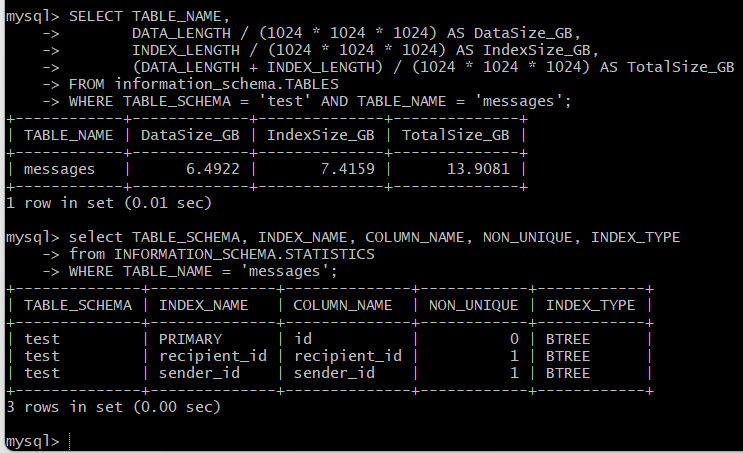 mysql> SELECT TABLE_NAME,
    ->        DATA_LENGTH / (1024 * 1024 * 1024) AS DataSize_GB,
    ->        INDEX_LENGTH / (1024 * 1024 * 1024) AS IndexSize_GB,
    ->        (DATA_LENGTH + INDEX_LENGTH) / (1024 * 1024 * 1024) AS TotalSize_GB
    -> FROM information_schema.TABLES
    -> WHERE TABLE_SCHEMA = 'test' AND TABLE_NAME = 'messages';
+------------+-------------+--------------+--------------+
| TABLE_NAME | DataSize_GB | IndexSize_GB | TotalSize_GB |
+------------+-------------+--------------+--------------+
| messages   |      6.4922 |       7.4159 |      13.9081 |
+------------+-------------+--------------+--------------+
1 row in set (0.01 sec)

mysql> select TABLE_SCHEMA, INDEX_NAME, COLUMN_NAME, NON_UNIQUE, INDEX_TYPE
    -> from INFORMATION_SCHEMA.STATISTICS
    -> WHERE TABLE_NAME = 'messages';
+--------------+--------------+--------------+------------+------------+
| TABLE_SCHEMA | INDEX_NAME   | COLUMN_NAME  | NON_UNIQUE | INDEX_TYPE |
+--------------+--------------+--------------+------------+------------+
| test         | PRIMARY      | id           |          0 | BTREE      |
| test         | recipient_id | recipient_id |          1 | BTREE      |
| test         | sender_id    | sender_id    |          1 | BTREE      |
+--------------+--------------+--------------+------------+------------+
3 rows in set (0.00 sec)

mysql>